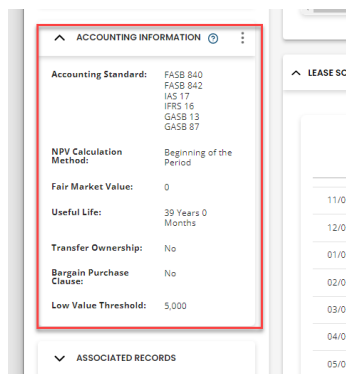 ACCOUNTING INFORMATION ?
Accounting Standard: FASB 840
FASB 842
IAS 17
IFRS 16
GASB 13
GASB 87
NPV Calculation Method: Beginning of the Period
Fair Market Value: 0
Useful Life: 39 Years 0 Months
Transfer Ownership: No
Bargain Purchase Clause: No
Low Value Threshold: 5,000
ASSOCIATED RECORDS
LEASE SC
11/0
12/0
01/0
02/0
03/0
04/0
05/0